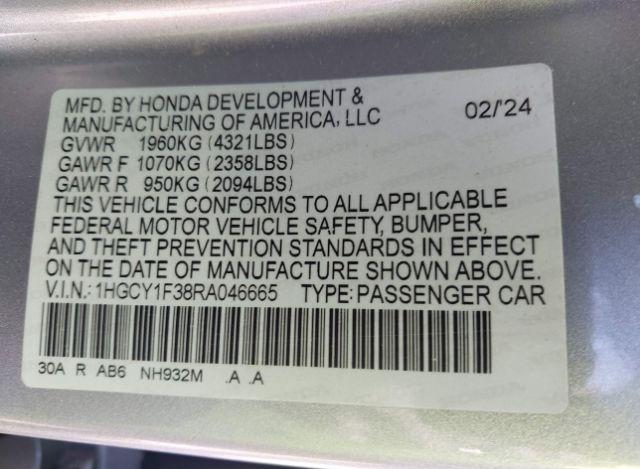 MFD. BY HONDA DEVELOPMENT &
MANUFACTURING OF AMERICA, LLC 02/'24
GVWR 1960KG (4321LBS)
GAWR F 1070KG (2358LBS)
GAWR R 950KG (2094LBS)
THIS VEHICLE CONFORMS TO ALL APPLICABLE
FEDERAL MOTOR VEHICLE SAFETY, BUMPER,
AND THEFT PREVENTION STANDARDS IN EFFECT
ON THE DATE OF MANUFACTURE SHOWN ABOVE.
V.I.N.: 1HGCY1F38RA046665 TYPE: PASSENGER CAR
30A R AB6 NH932M .A .A